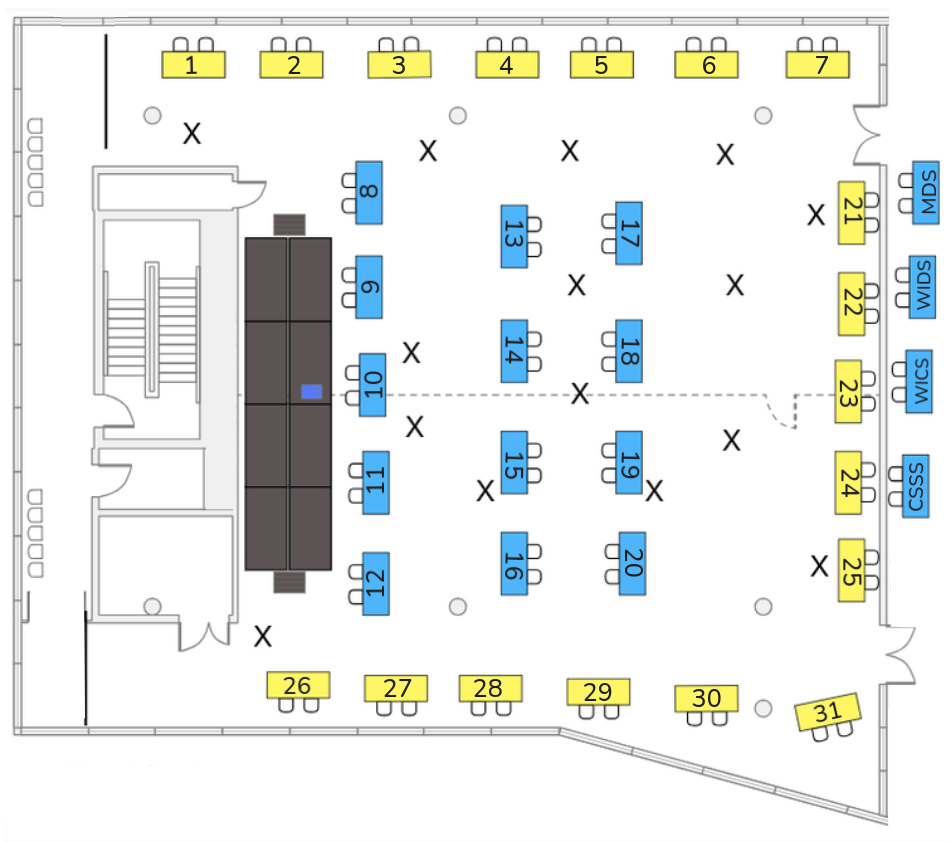 1 2 3 4 5 6 7
X X X X
8 MDS
21
X
13 17
9 22 WIDS
X X
14 18
X
10 X 23 WICS
X X
15 19 24
11 X X CSSS
16 20 25
12 X
X
26 27 28 29 30 31